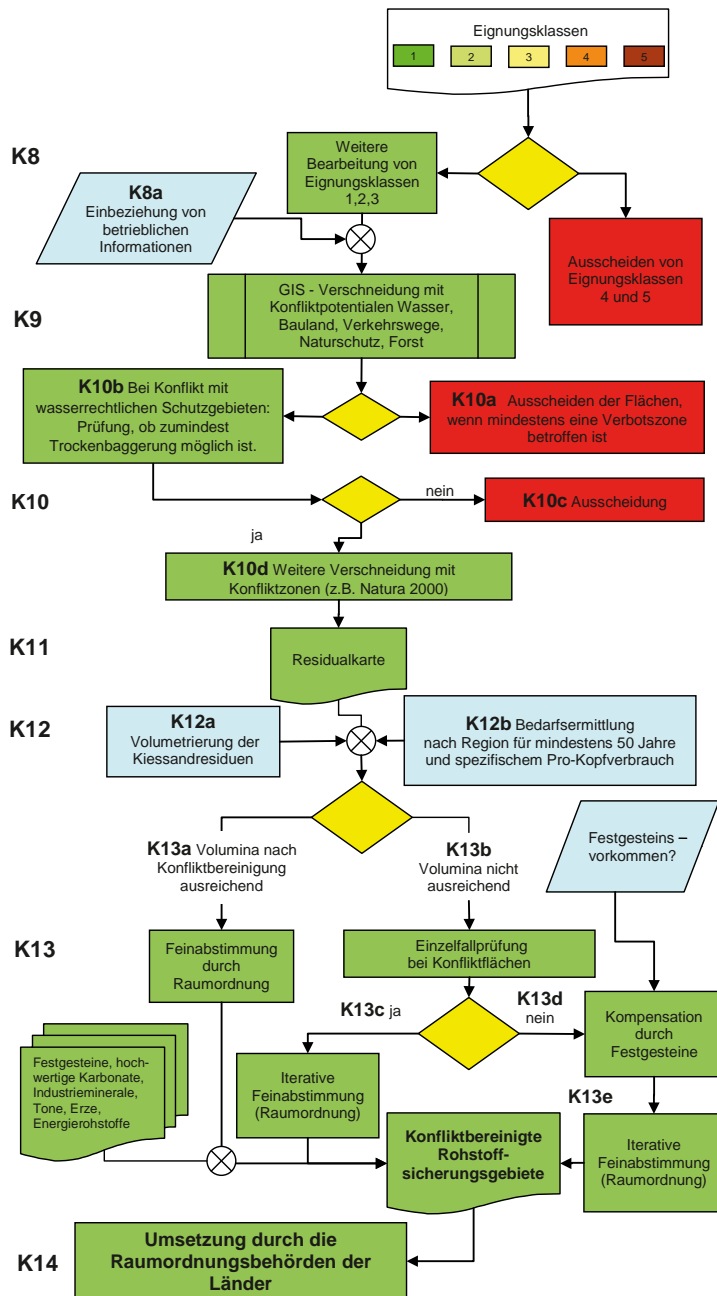 Eignungsklassen
1 2 3 4 5
K8
Weitere
Bearbeitung von
Eignungsklassen
1,2,3
K8a
Einbeziehung von
betrieblichen
Informationen
Ausscheiden von
Eignungsklassen
4 und 5
K9
GIS - Verschneidung mit
Konfliktpotentialen Wasser,
Bauland, Verkehrswege,
Naturschutz, Forst
K10b Bei Konflikt mit
wasserrechtlichen Schutzgebieten:
Prüfung, ob zumindest
Trockenbaggerung möglich ist.
K10a Ausscheiden der Flächen,
wenn mindestens eine Verbotszone
betroffen ist
K10
nein
K10c Ausscheidung
ja
K10d Weitere Verschneidung mit
Konfliktzonen (z.B. Natura 2000)
K11
Residualkarte
K12
K12a
Volumetrierung der
Kiessandresiduen
K12b Bedarfsermittlung
nach Region für mindestens 50 Jahre
und spezifischem Pro-Kopfverbrauch
K13a Volumina nach
Konfliktbereinigung
ausreichend
K13b
Volumina nicht
ausreichend
Festgesteins –
vorkommen?
K13
Feinabstimmung
durch
Raumordnung
Einzelfallprüfung
bei Konfliktflächen
K13c ja
K13d
nein
Kompensation
durch
Festgesteine
Festgesteine, hoch-
wertige Karbonate,
Industrieminerale,
Tone, Erze,
Energierohstoffe
Iterative
Feinabstimmung
(Raumordnung)
K13e
Konfliktbereinigte
Rohstoff-
sicherungsgebiete
Iterative
Feinabstimmung
(Raumordnung)
K14
Umsetzung durch die
Raumordnungsbehörden der
Länder